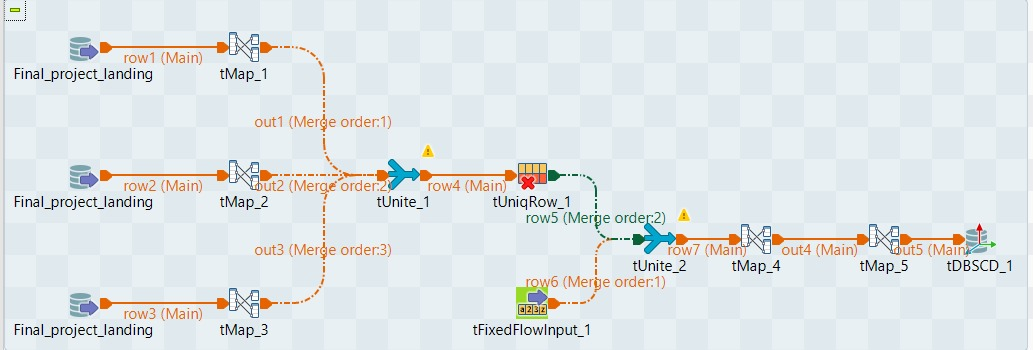 row1 (Main)
Final_project_landing
tMap_1
out1 (Merge order:1)
row2 (Main)
out2 (Merge order:2)
row4 (Main)
Final_project_landing
tMap_2
tUnite_1
tUniqRow_1
row5 (Merge order:2)
out3 (Merge order:3)
row7 (Main)
out4 (Main)
out5 (Main)
tUnite_2
tMap_4
tMap_5
tDBSCD_1
row6 (Merge order:1)
row3 (Main)
a23z
Final_project_landing
tMap_3
tFixedFlowInput_1